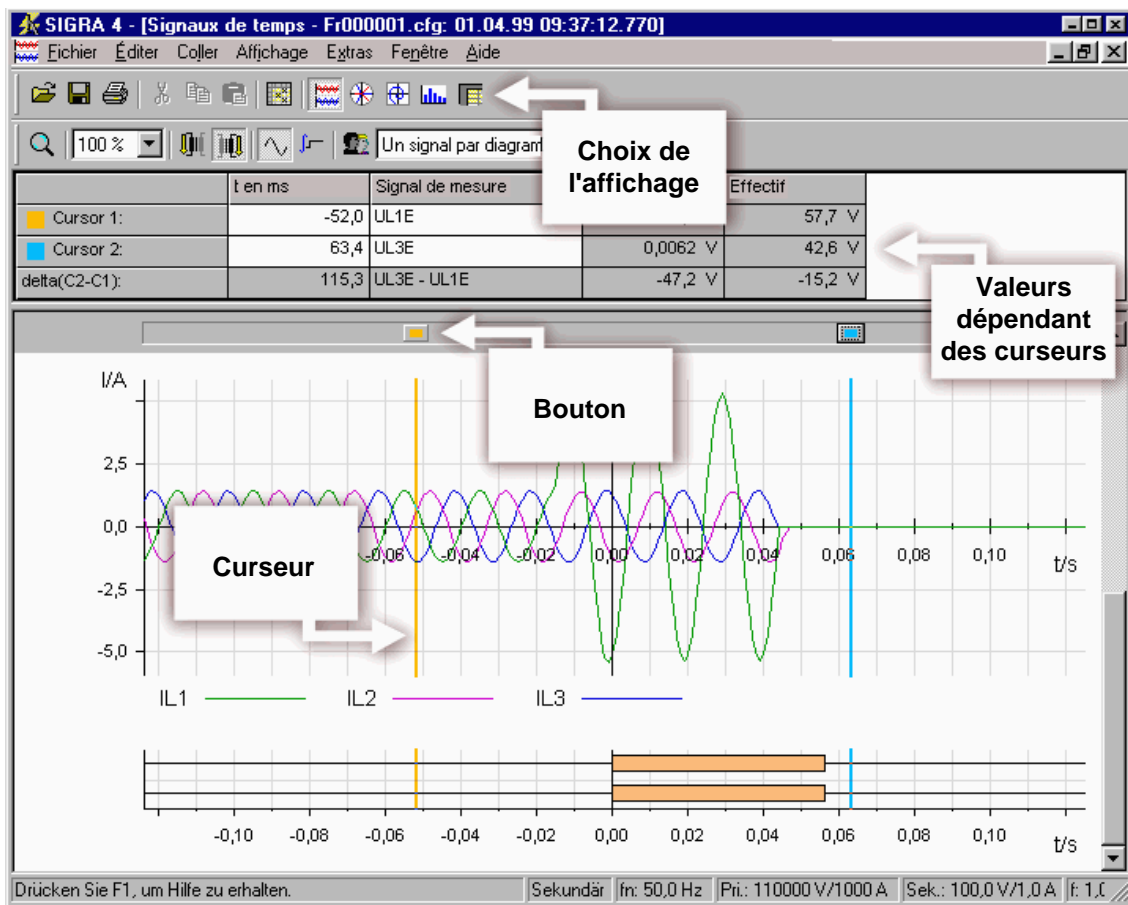 SIGRA 4 - [Signaux de temps - Fr000001.cfg: 01.04.99 09:37:12.770]
Fichier Éditer Coller Affichage Extras Fenêtre Aide
100 % Un signal par diagram
Choix de
l'affichage
t en ms Signal de mesure Effectif
Cursor 1: -52,0 UL1E 57,7 V
Cursor 2: 63,4 UL3E 0,0062 V 42,6 V
delta(C2-C1): 115,3 UL3E - UL1E -47,2 V -15,2 V
Valeurs
dépendant
des curseurs
Bouton
I/A
2,5
0,0
-2,5
-5,0
-0,06 -0,04 -0,02 0,00 0,02 0,04 0,06 0,08 0,10 t/s
Curseur
IL1 IL2 IL3
-0,10 -0,08 -0,06 -0,04 -0,02 0,00 0,02 0,04 0,06 0,08 0,10 t/s
Drücken Sie F1, um Hilfe zu erhalten. Sekundär fn: 50,0 Hz Pri.: 110000 V/1000 A Sek.: 100,0 V/1,0 A f: 1,0